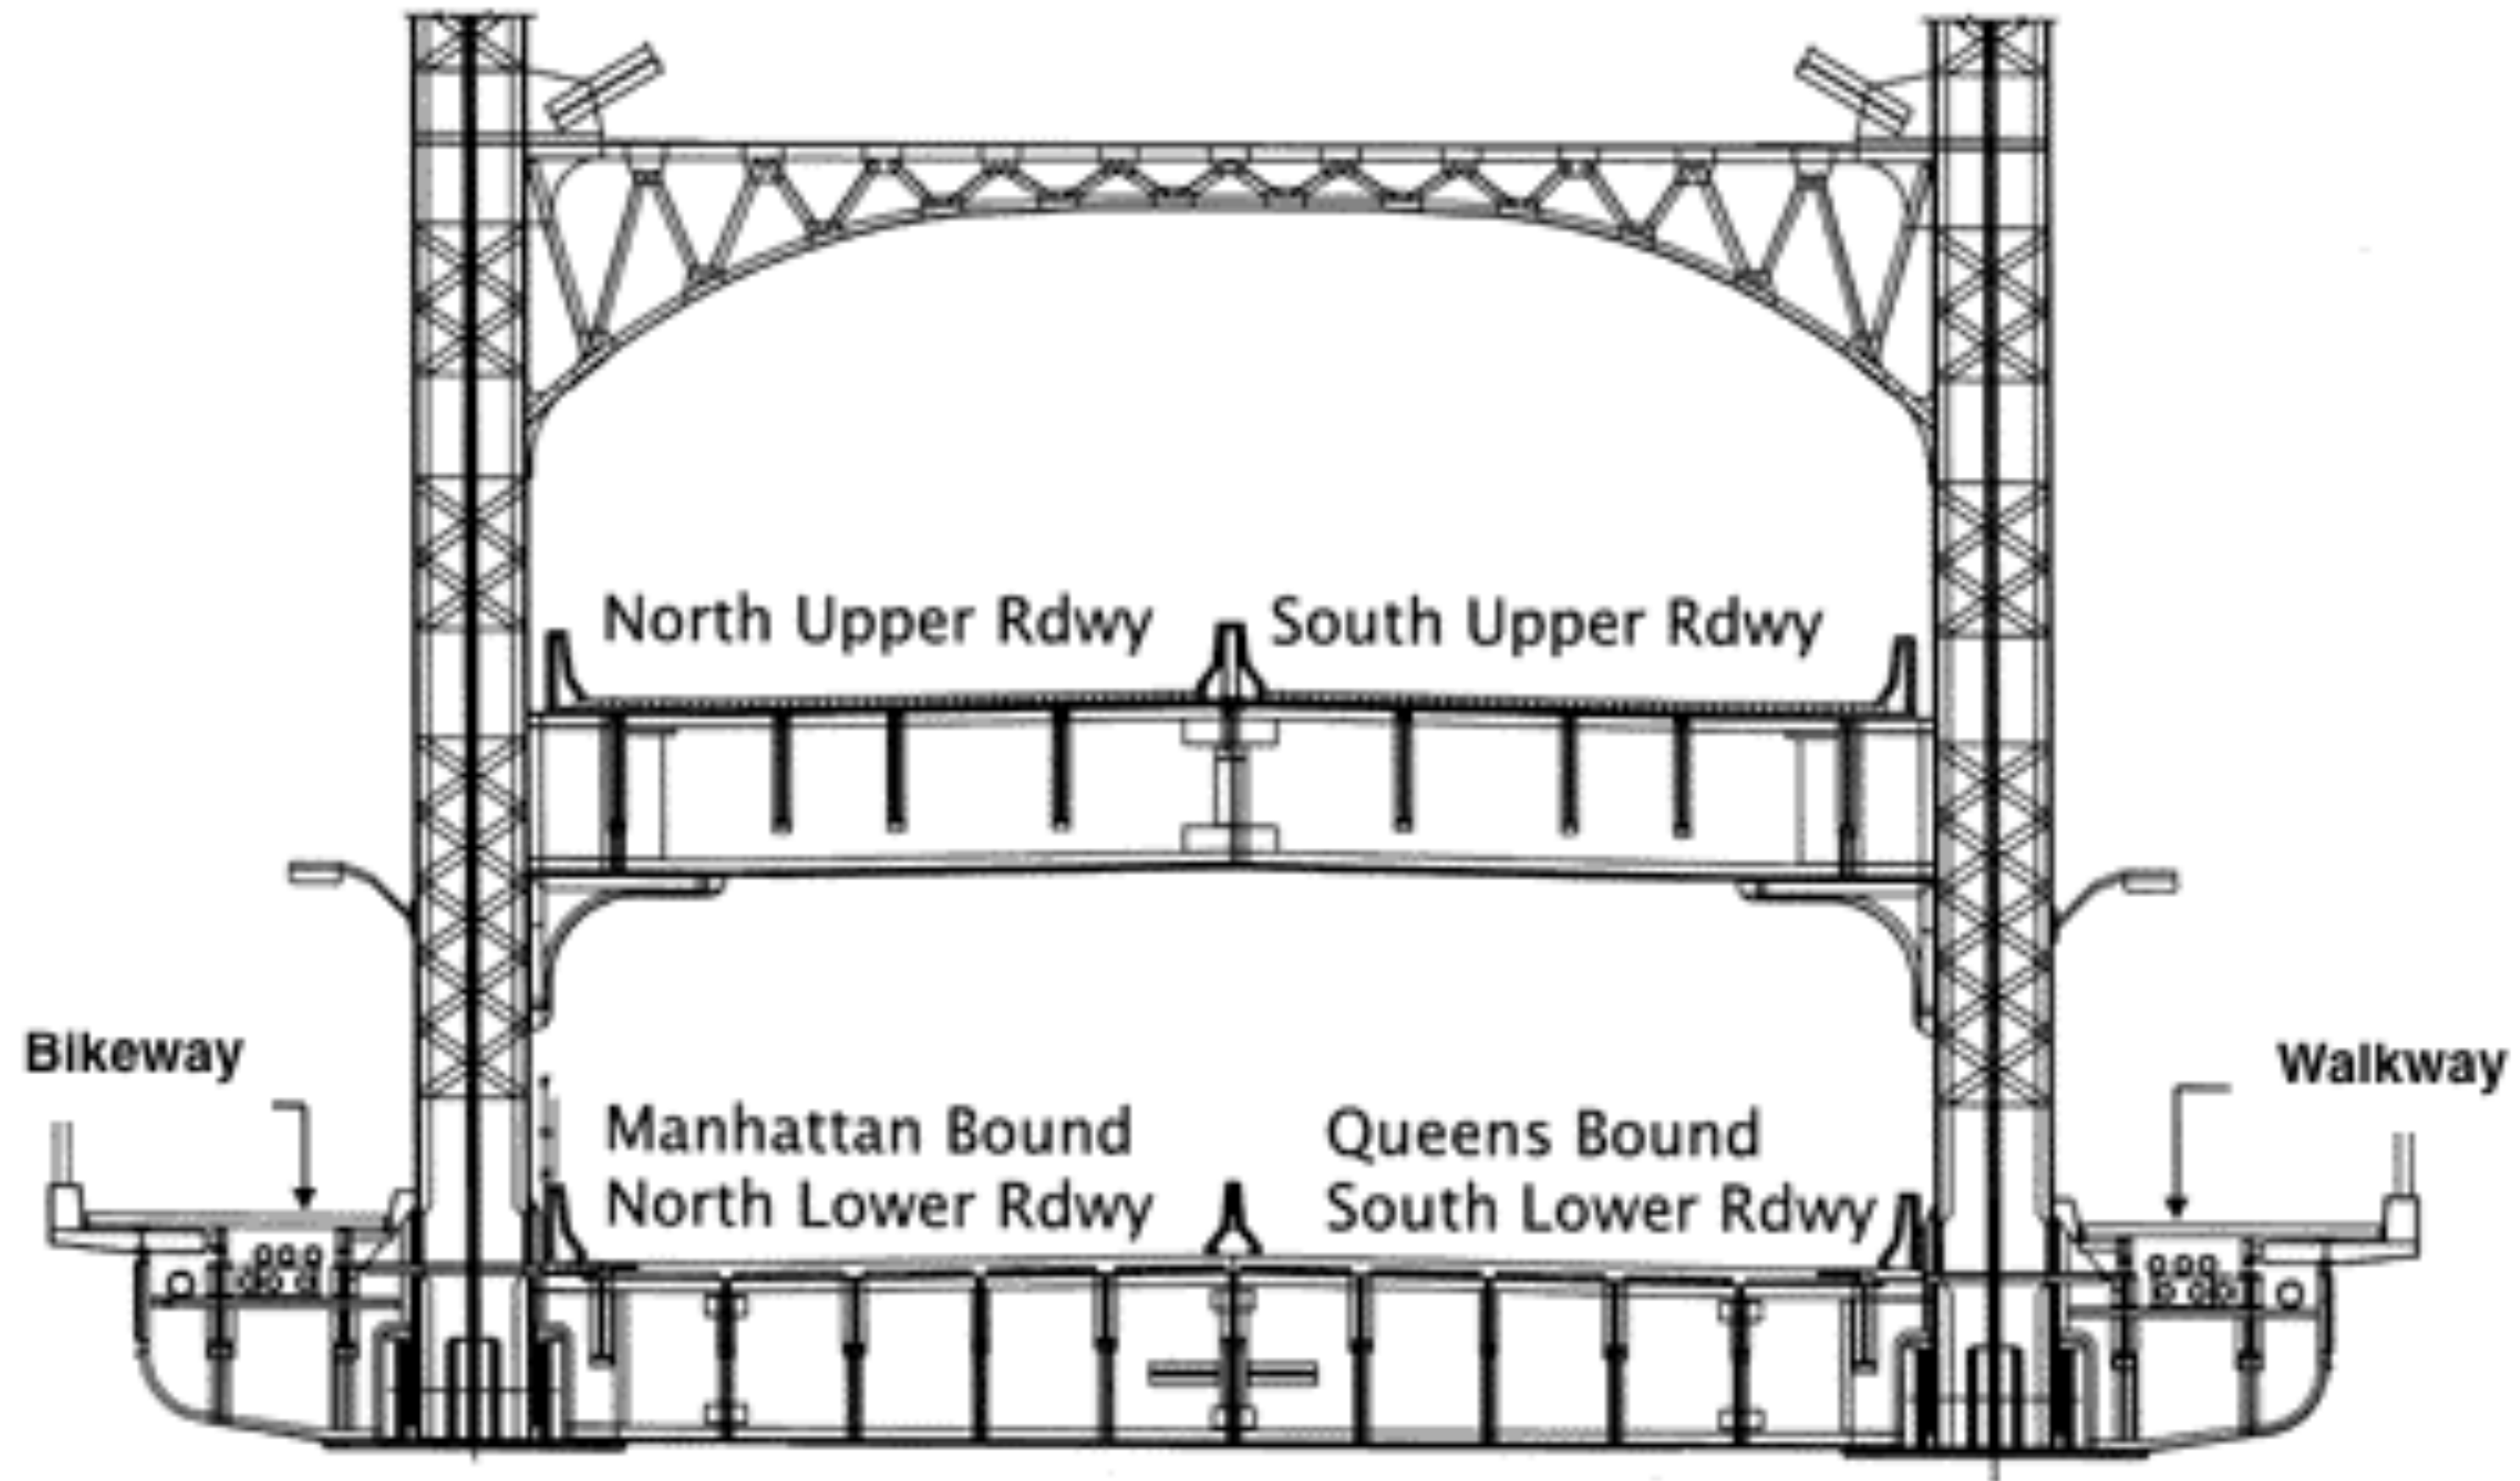 North Upper Rdwy
South Upper Rdwy
Bikeway
Walkway
Manhattan Bound
North Lower Rdwy
Queens Bound
South Lower Rdwy